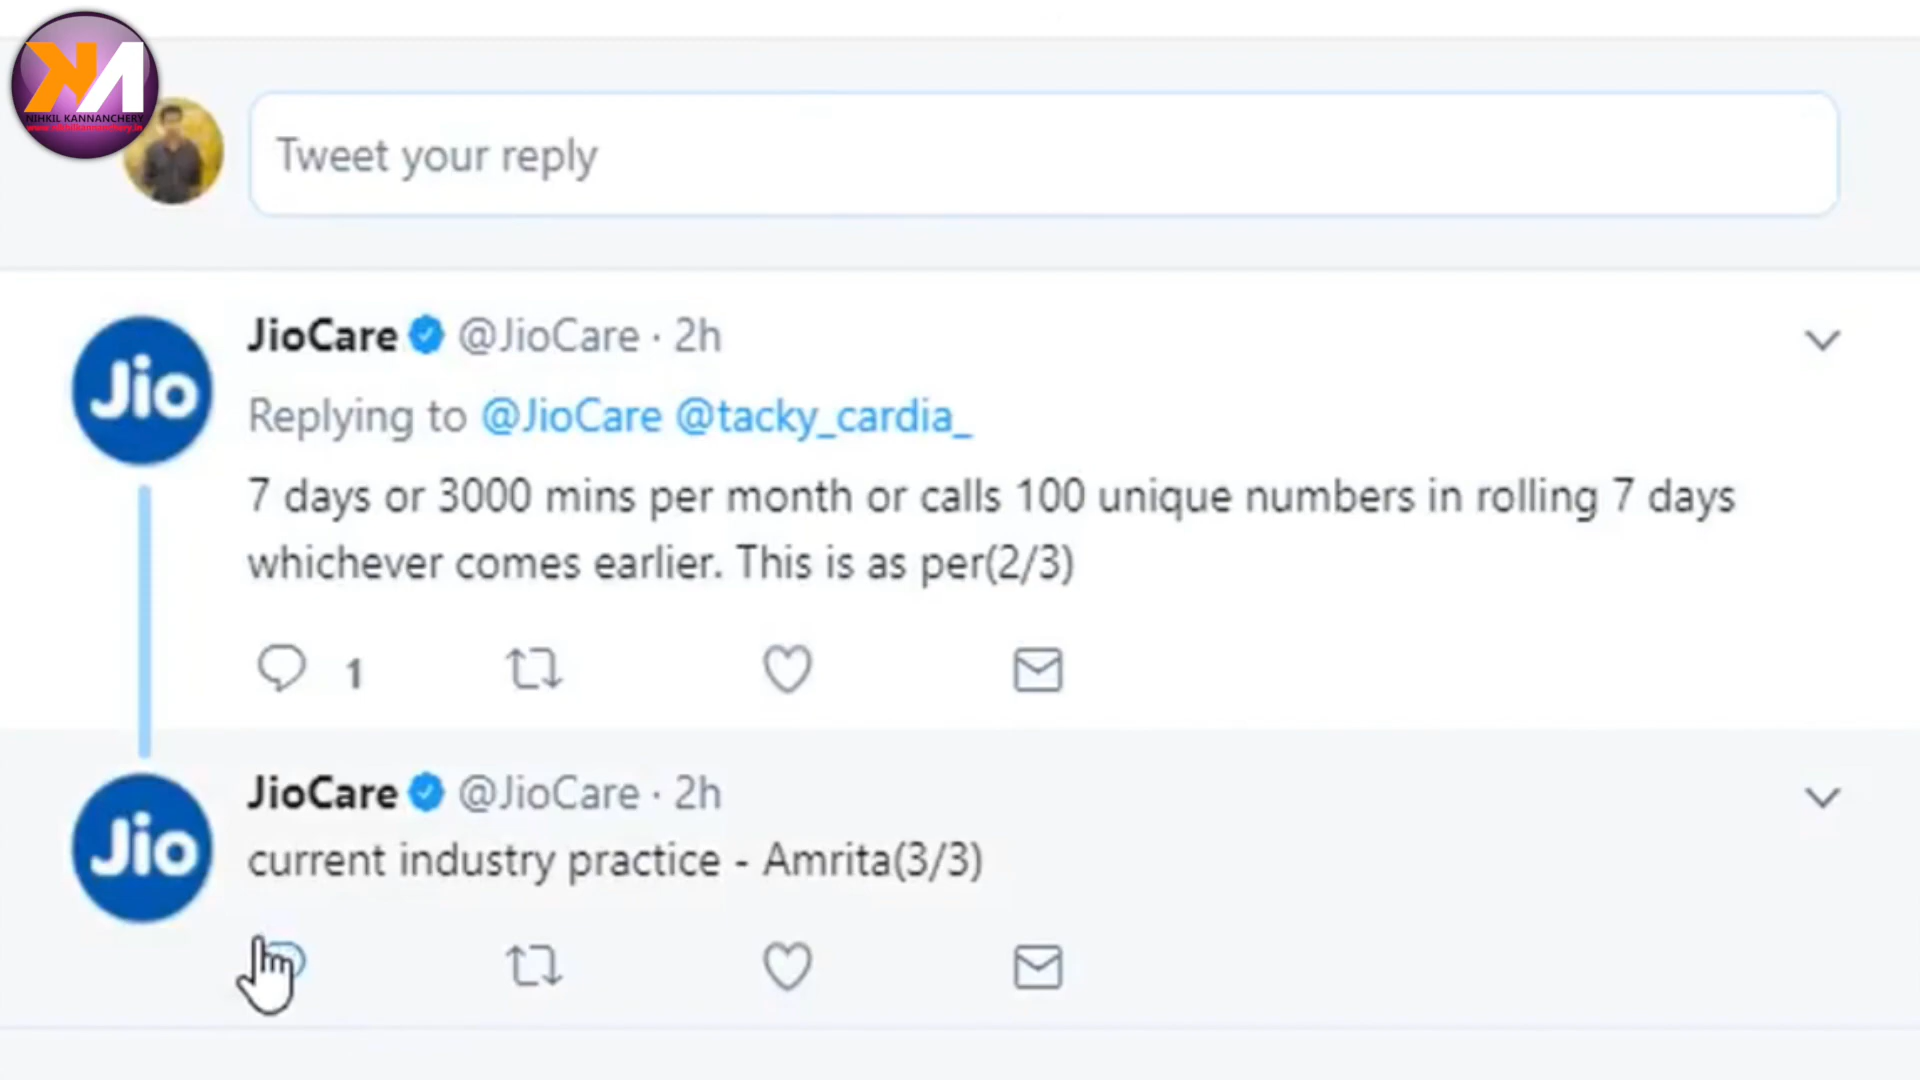 NIHKIL KANNANCHERY
Tweet your reply
JioCare @JioCare · 2h
Jio
Replying to @JioCare @tacky_cardia_
7 days or 3000 mins per month or calls 100 unique numbers in rolling 7 days
whichever comes earlier. This is as per(2/3)
1
JioCare @JioCare · 2h
Jio
current industry practice - Amrita(3/3)